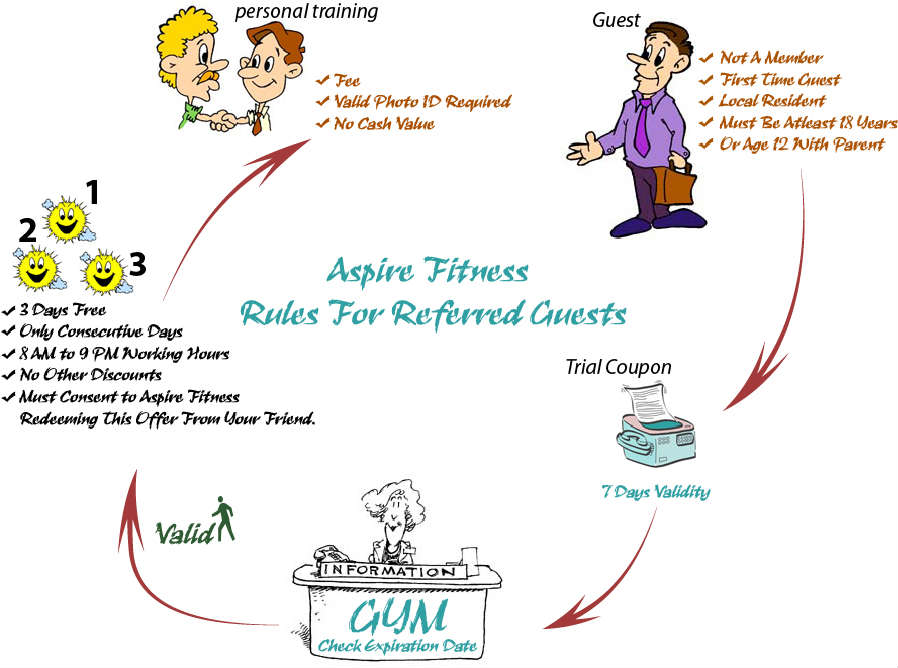 personal training
Fee
Valid Photo ID Required
No Cash Value
Guest
Not A Member
First Time Guest
Local Resident
Must Be Atleast 18 Years
Or Age 12 With Parent
1
2
3
3 Days Free
Only Consecutive Days
8 AM to 9 PM Working Hours
No Other Discounts
Must Consent to Aspire Fitness
Redeeming This Offer From Your Friend.
Aspire Fitness
Rules For Referred Guests
Trial Coupon
7 Days Validity
Valid
INFORMATION
GYM
Check Expiration Date